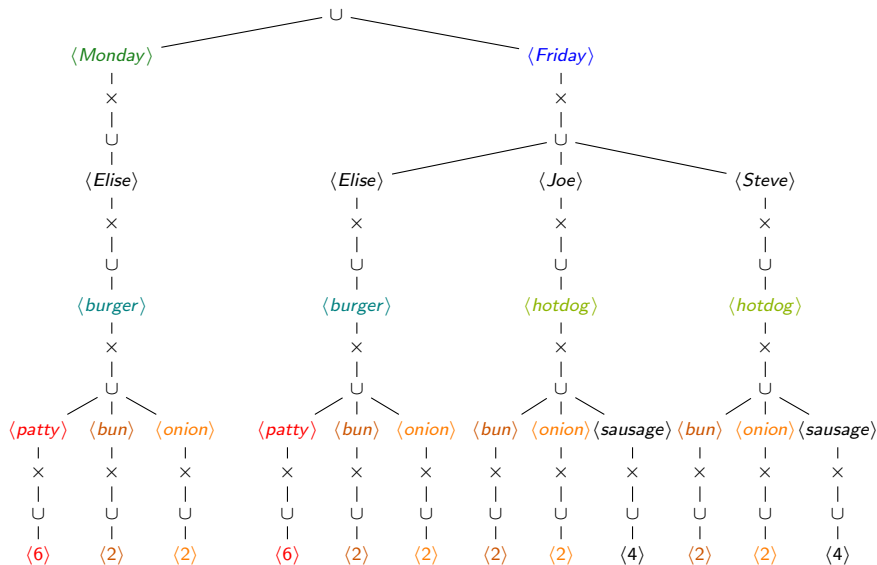 ∪
⟨Monday⟩ ⟨Friday⟩
× ×
∪ ∪
⟨Elise⟩ ⟨Elise⟩ ⟨Joe⟩ ⟨Steve⟩
× × × ×
∪ ∪ ∪ ∪
⟨burger⟩ ⟨burger⟩ ⟨hotdog⟩ ⟨hotdog⟩
× × × ×
∪ ∪ ∪ ∪
⟨patty⟩ ⟨bun⟩ ⟨onion⟩ ⟨patty⟩ ⟨bun⟩ ⟨onion⟩ ⟨bun⟩ ⟨onion⟩ ⟨sausage⟩ ⟨bun⟩ ⟨onion⟩ ⟨sausage⟩
× × × × × × × × × × × ×
∪ ∪ ∪ ∪ ∪ ∪ ∪ ∪ ∪ ∪ ∪ ∪
⟨6⟩ ⟨2⟩ ⟨2⟩ ⟨6⟩ ⟨2⟩ ⟨2⟩ ⟨2⟩ ⟨2⟩ ⟨4⟩ ⟨2⟩ ⟨2⟩ ⟨4⟩